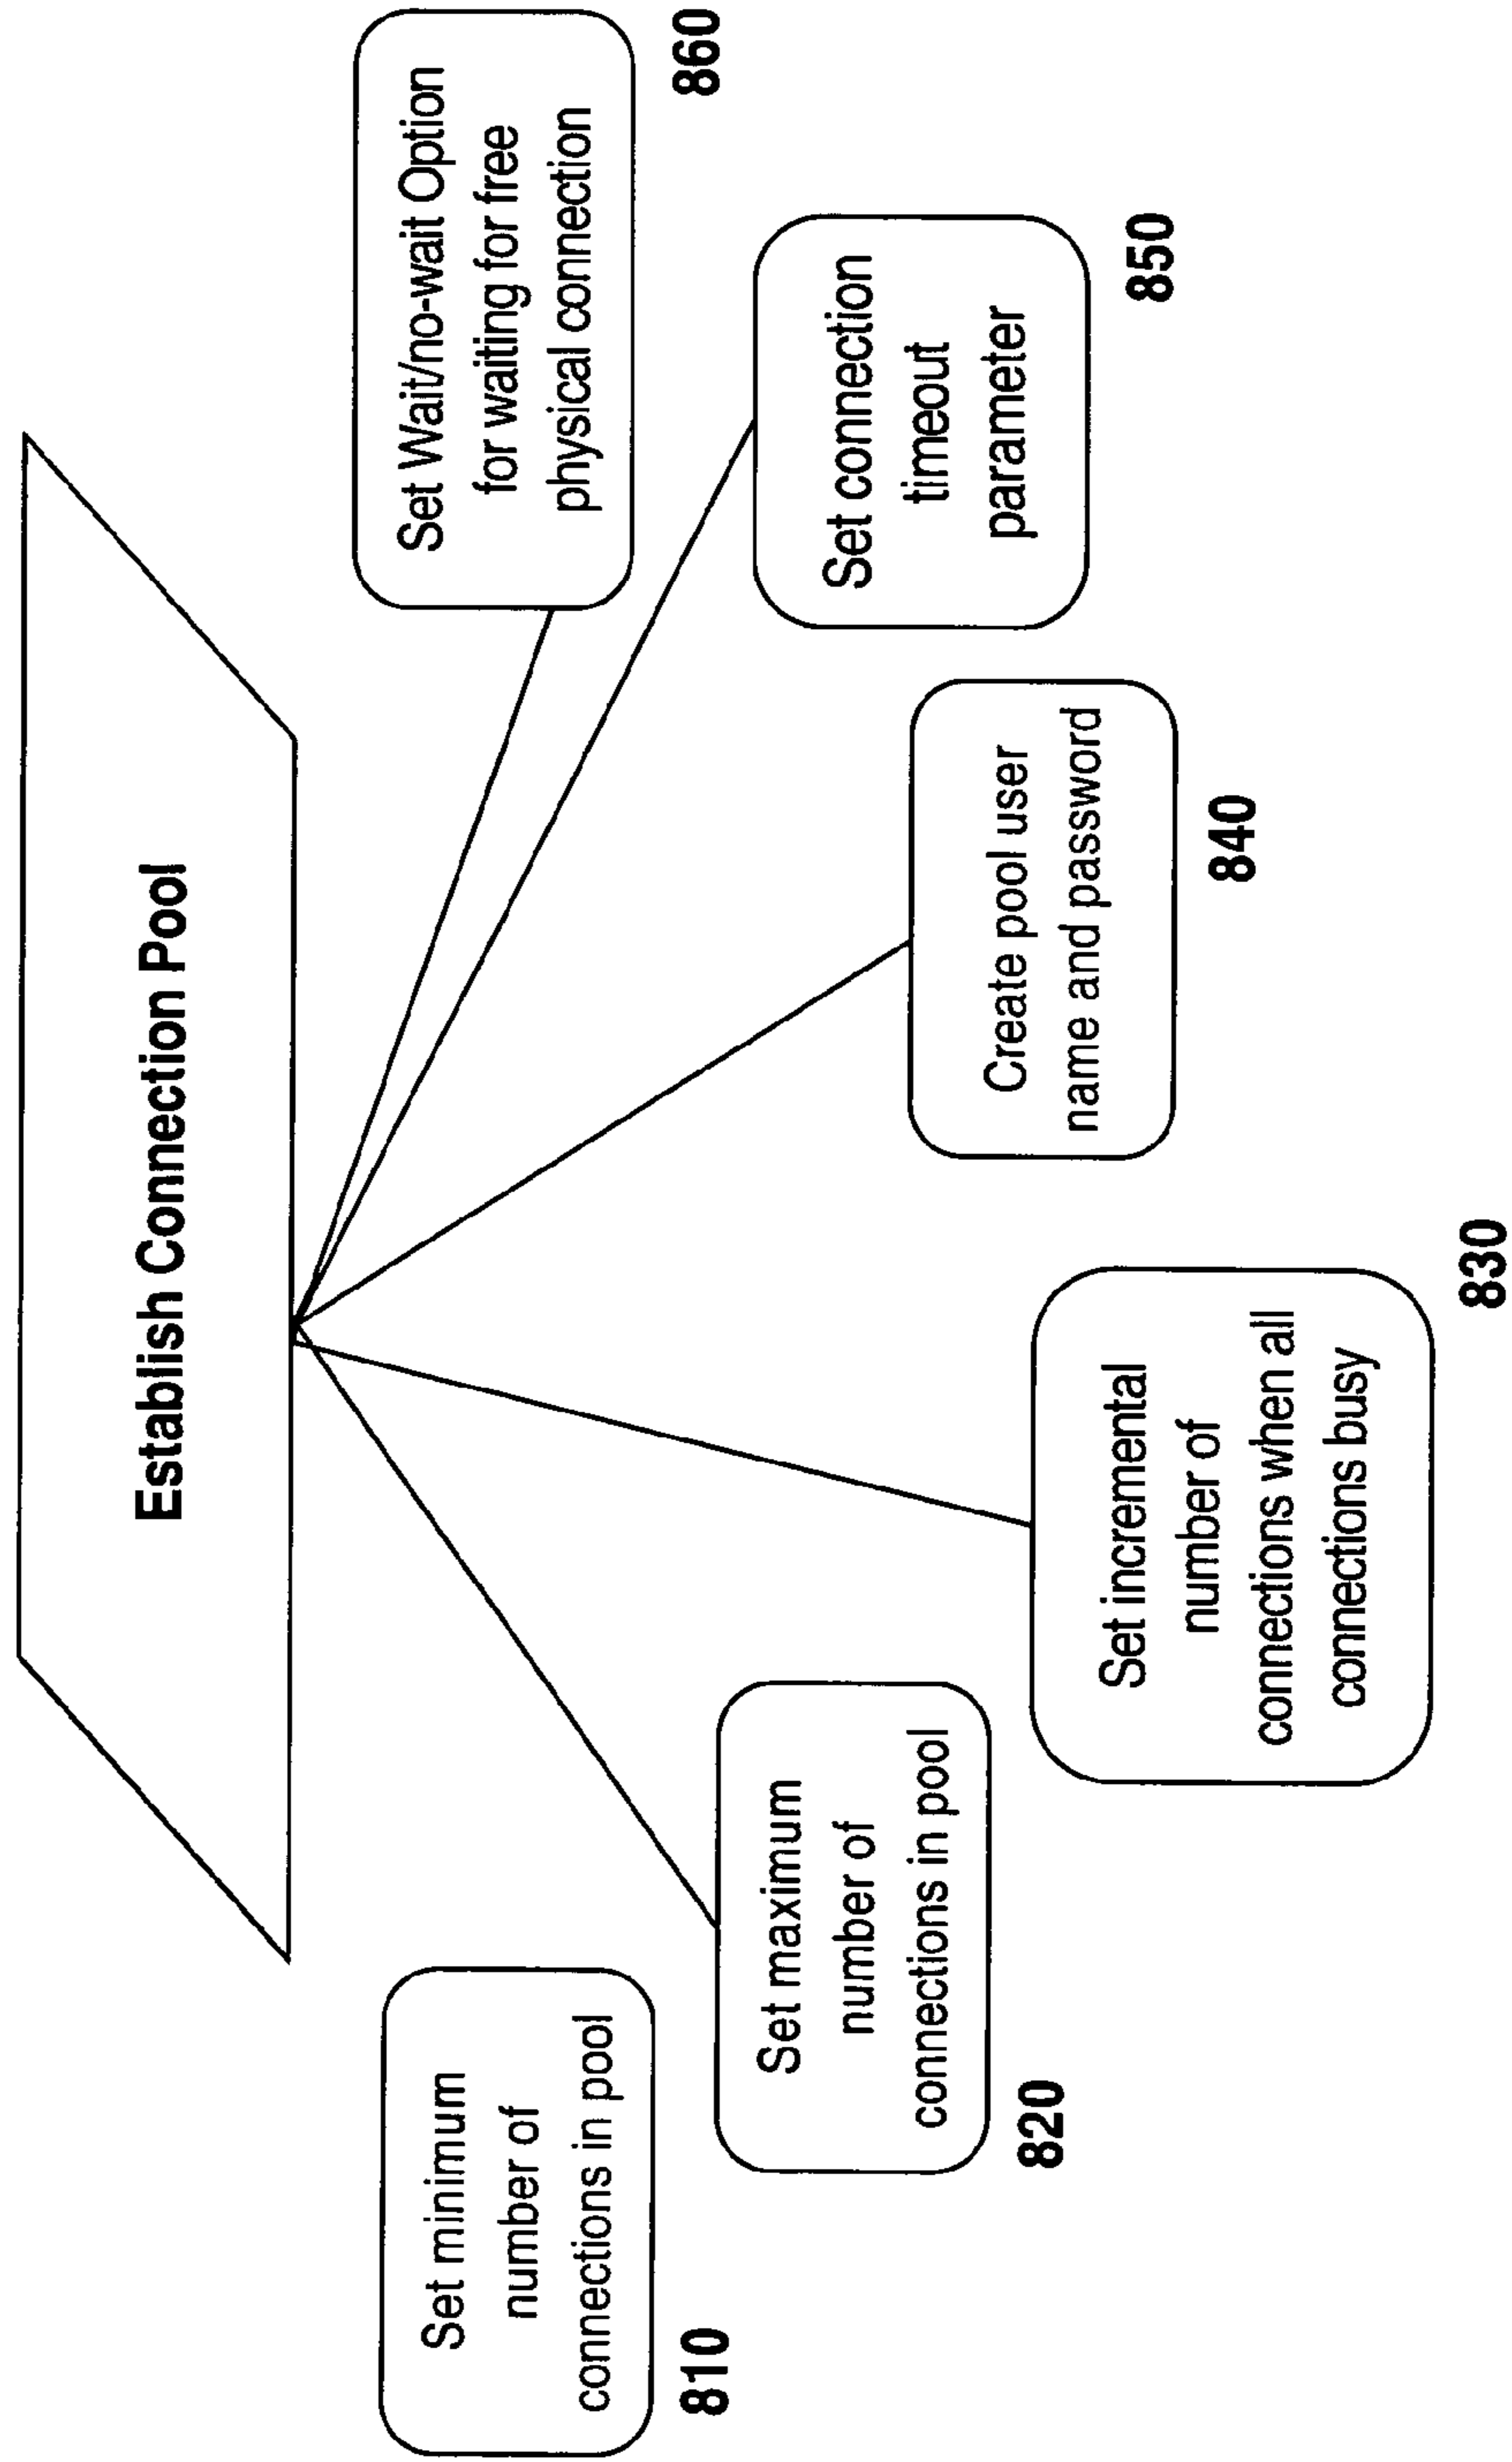 Establish Connection Pool
Set minimum
number of
connections in pool
810
Set maximum
number of
connections in pool
820
Set incremental
number of
connections when all
connections busy
830
Create pool user
name and password
840
Set connection
timeout
parameter
850
Set Wait/no-wait Option
for waiting for free
physical connection
860